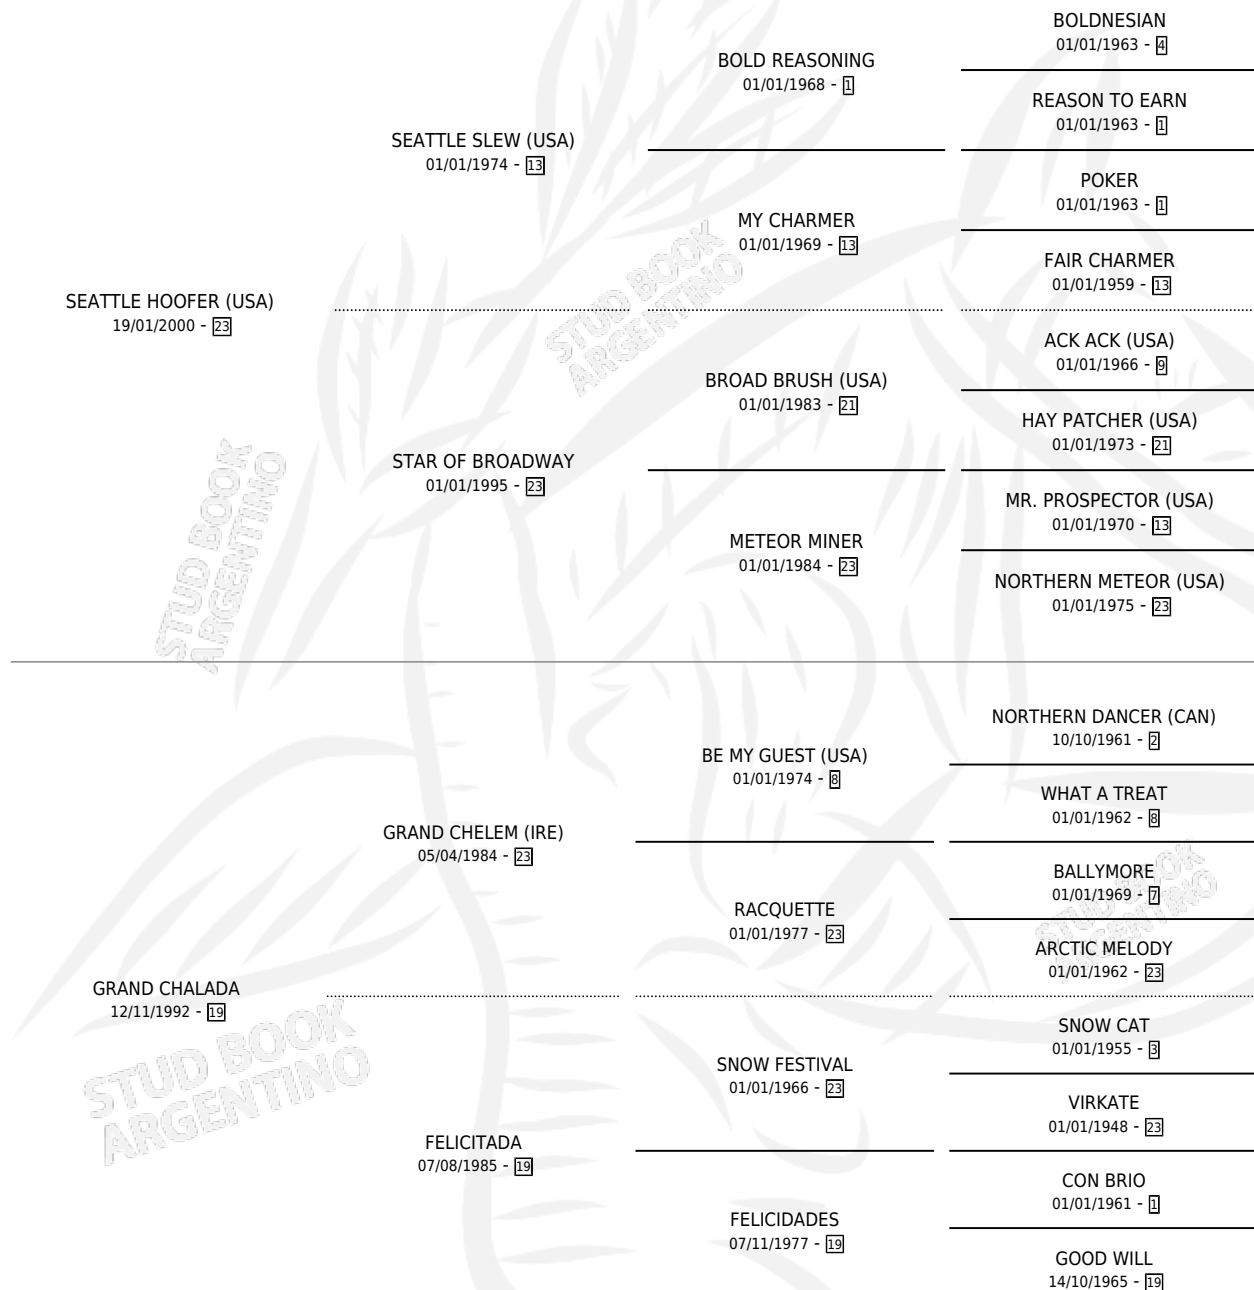 BOLDNESIAN
01/01/1963 - 4
BOLD REASONING
01/01/1968 - 1
REASON TO EARN
01/01/1963 - 1
SEATTLE SLEW (USA)
01/01/1974 - 13
POKER
01/01/1963 - 1
MY CHARMER
01/01/1969 - 13
FAIR CHARMER
01/01/1959 - 13
SEATTLE HOOFER (USA)
19/01/2000 - 23
STUD BOOK
ARGENTINO
ACK ACK (USA)
01/01/1966 - 9
BROAD BRUSH (USA)
01/01/1983 - 21
HAY PATCHER (USA)
01/01/1973 - 21
STAR OF BROADWAY
01/01/1995 - 23
MR. PROSPECTOR (USA)
01/01/1970 - 13
METEOR MINER
01/01/1984 - 23
NORTHERN METEOR (USA)
01/01/1975 - 23
STUD BOOK
ARGENTINO
NORTHERN DANCER (CAN)
10/10/1961 - 2
BE MY GUEST (USA)
01/01/1974 - 8
WHAT A TREAT
01/01/1962 - 8
GRAND CHELEM (IRE)
05/04/1984 - 23
BALLYMORE
01/01/1969 - 7
RACQUETTE
01/01/1977 - 23
STUD BOOK
ARGENTINO
ARCTIC MELODY
01/01/1962 - 23
GRAND CHALADA
12/11/1992 - 19
SNOW CAT
01/01/1955 - 3
SNOW FESTIVAL
01/01/1966 - 23
STUD BOOK
ARGENTINO
VIRKATE
01/01/1948 - 23
FELICITADA
07/08/1985 - 19
CON BRIO
01/01/1961 - 1
FELICIDADES
07/11/1977 - 19
GOOD WILL
14/10/1965 - 19